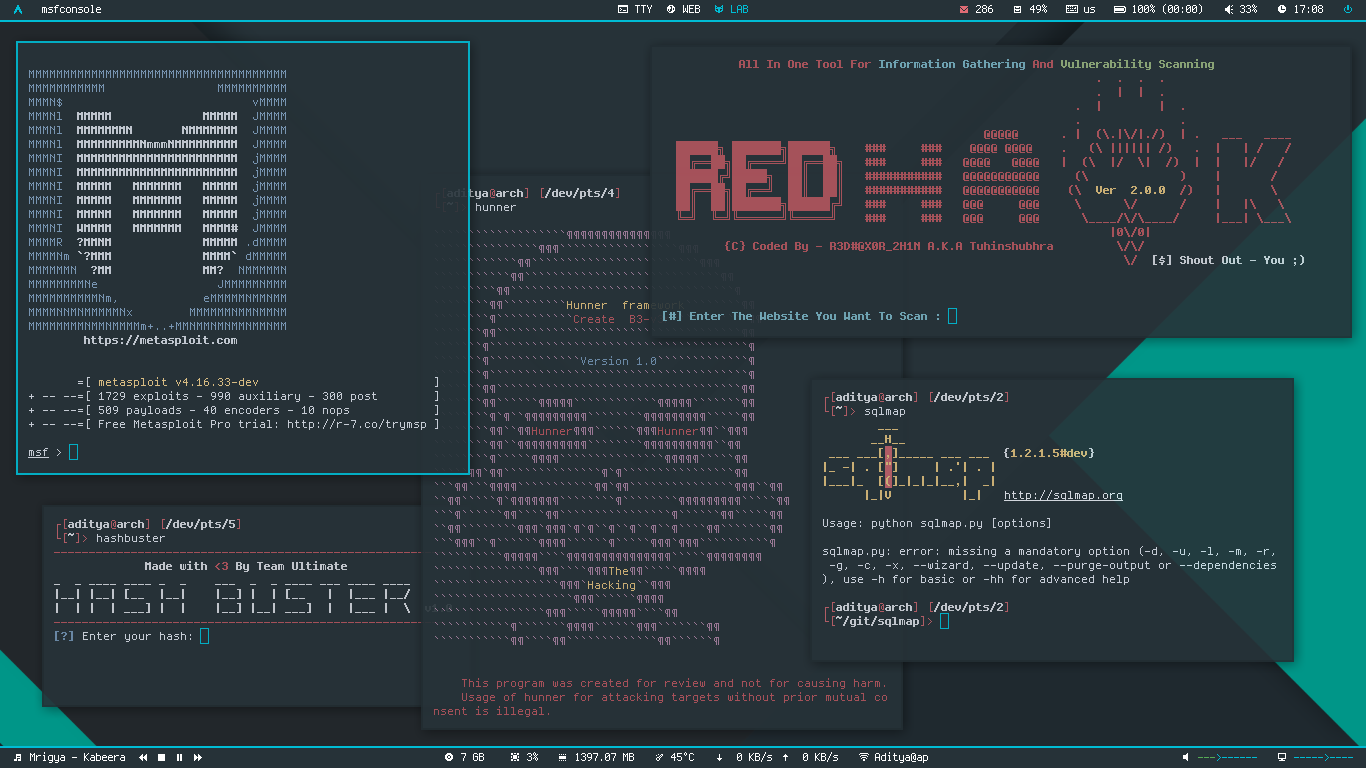 msfconsole
TTY WEB LAB
286 49% us 100% (00:00) 33% 17:08
https://metasploit.com
=[ metasploit v4.16.33-dev ]
+ -- --=[ 1729 exploits - 990 auxiliary - 300 post ]
+ -- --=[ 509 payloads - 40 encoders - 10 nops ]
+ -- --=[ Free Metasploit Pro trial: http://r-7.co/trymsp ]
msf >
All In One Tool For Information Gathering And Vulnerability Scanning
RED HAWK
Ver 2.0.0
{C} Coded By - R3D#@X0R_2H1N A.K.A Tuhinshubhra
[$] Shout Out - You ;)
[#] Enter The Website You Want To Scan :
[aditya@arch] [/dev/pts/4]
hunner
Hunner framework
Create B3-
Version 1.0
Hunner Hunner
The
Hacking
This program was created for review and not for causing harm.
Usage of hunner for attacking targets without prior mutual co
nsent is illegal.
[aditya@arch] [/dev/pts/2]
[~]> sqlmap
{1.2.1.5#dev}
http://sqlmap.org
Usage: python sqlmap.py [options]
sqlmap.py: error: missing a mandatory option (-d, -u, -l, -m, -r,
-g, -c, -x, --wizard, --update, --purge-output or --dependencies
), use -h for basic or -hh for advanced help
[aditya@arch] [/dev/pts/2]
[~/git/sqlmap]>
[aditya@arch] [/dev/pts/5]
[~]> hashbuster
Made with <3 By Team Ultimate
HASH BUSTER
v1.0
[?] Enter your hash:
Mrigya - Kabeera
7 GB 3% 1397.07 MB 45°C 0 KB/s 0 KB/s Aditya@ap